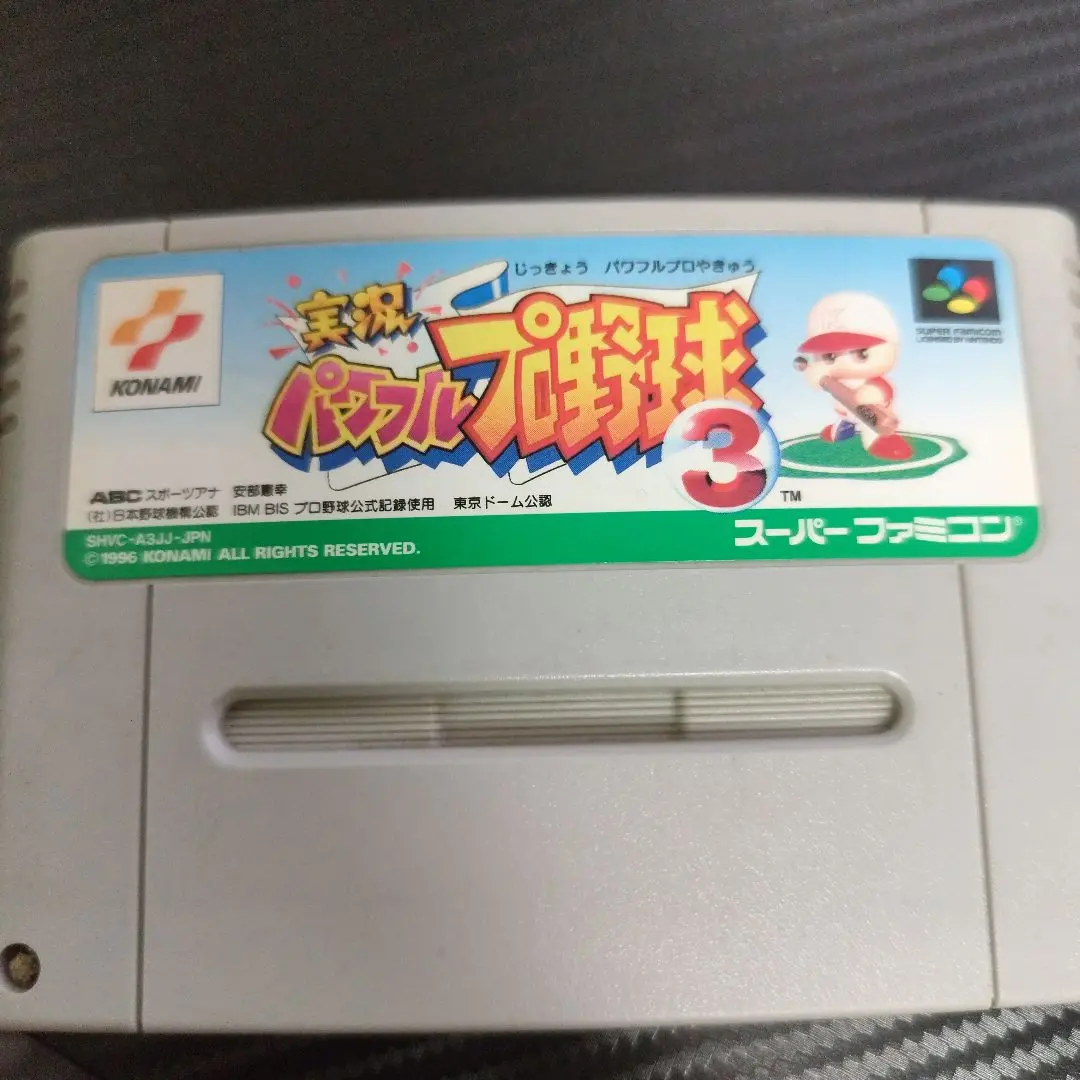 KONAMI
じっきょう パワフルプロやきゅう
実況
パワフルプロ野球
3
TM
SUPER FAMICOM
LICENSED BY NINTENDO
ABC スポーツアナ 安部憲幸
(社)日本野球機構公認 IBM BIS プロ野球公式記録使用 東京ドーム公認
SHVC-A3JJ-JPN
©1996 KONAMI ALL RIGHTS RESERVED.
スーパーファミコン®